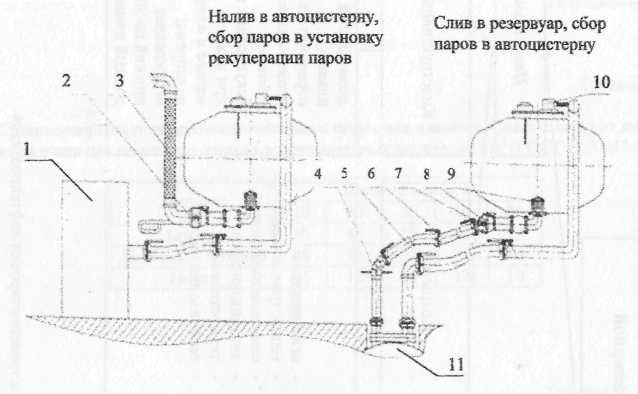 Налив в автоцистерну,
сбор паров в установку
рекуперации паров
Слив в резервуар, сбор
паров в автоцистерну
2
3
10
1
4
5
6
7
8
9
11